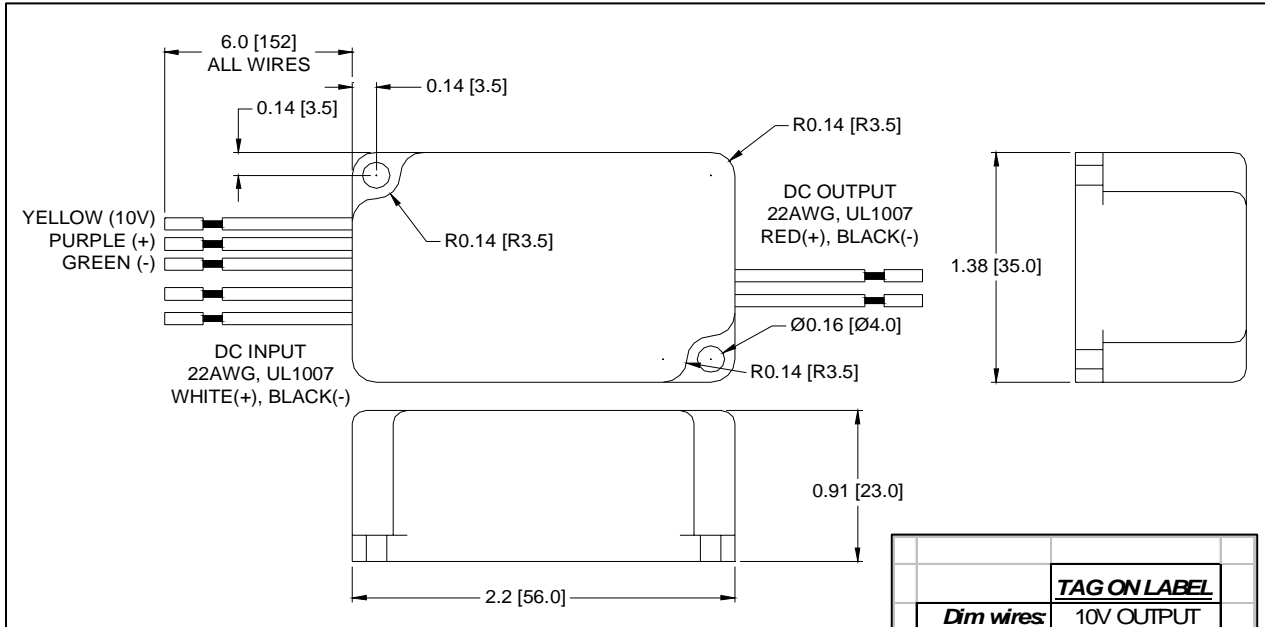 6.0 [152]
ALL WIRES
0.14 [3.5]
0.14 [3.5]
R0.14 [R3.5]
DC OUTPUT
22AWG, UL1007
RED(+), BLACK(-)
YELLOW (10V)
PURPLE (+)
GREEN (-)
R0.14 [R3.5]
1.38 [35.0]
Ø0.16 [Ø4.0]
R0.14 [R3.5]
DC INPUT
22AWG, UL1007
WHITE(+), BLACK(-)
0.91 [23.0]
2.2 [56.0]
TAG ON LABEL
Dim wires: 10V OUTPUT